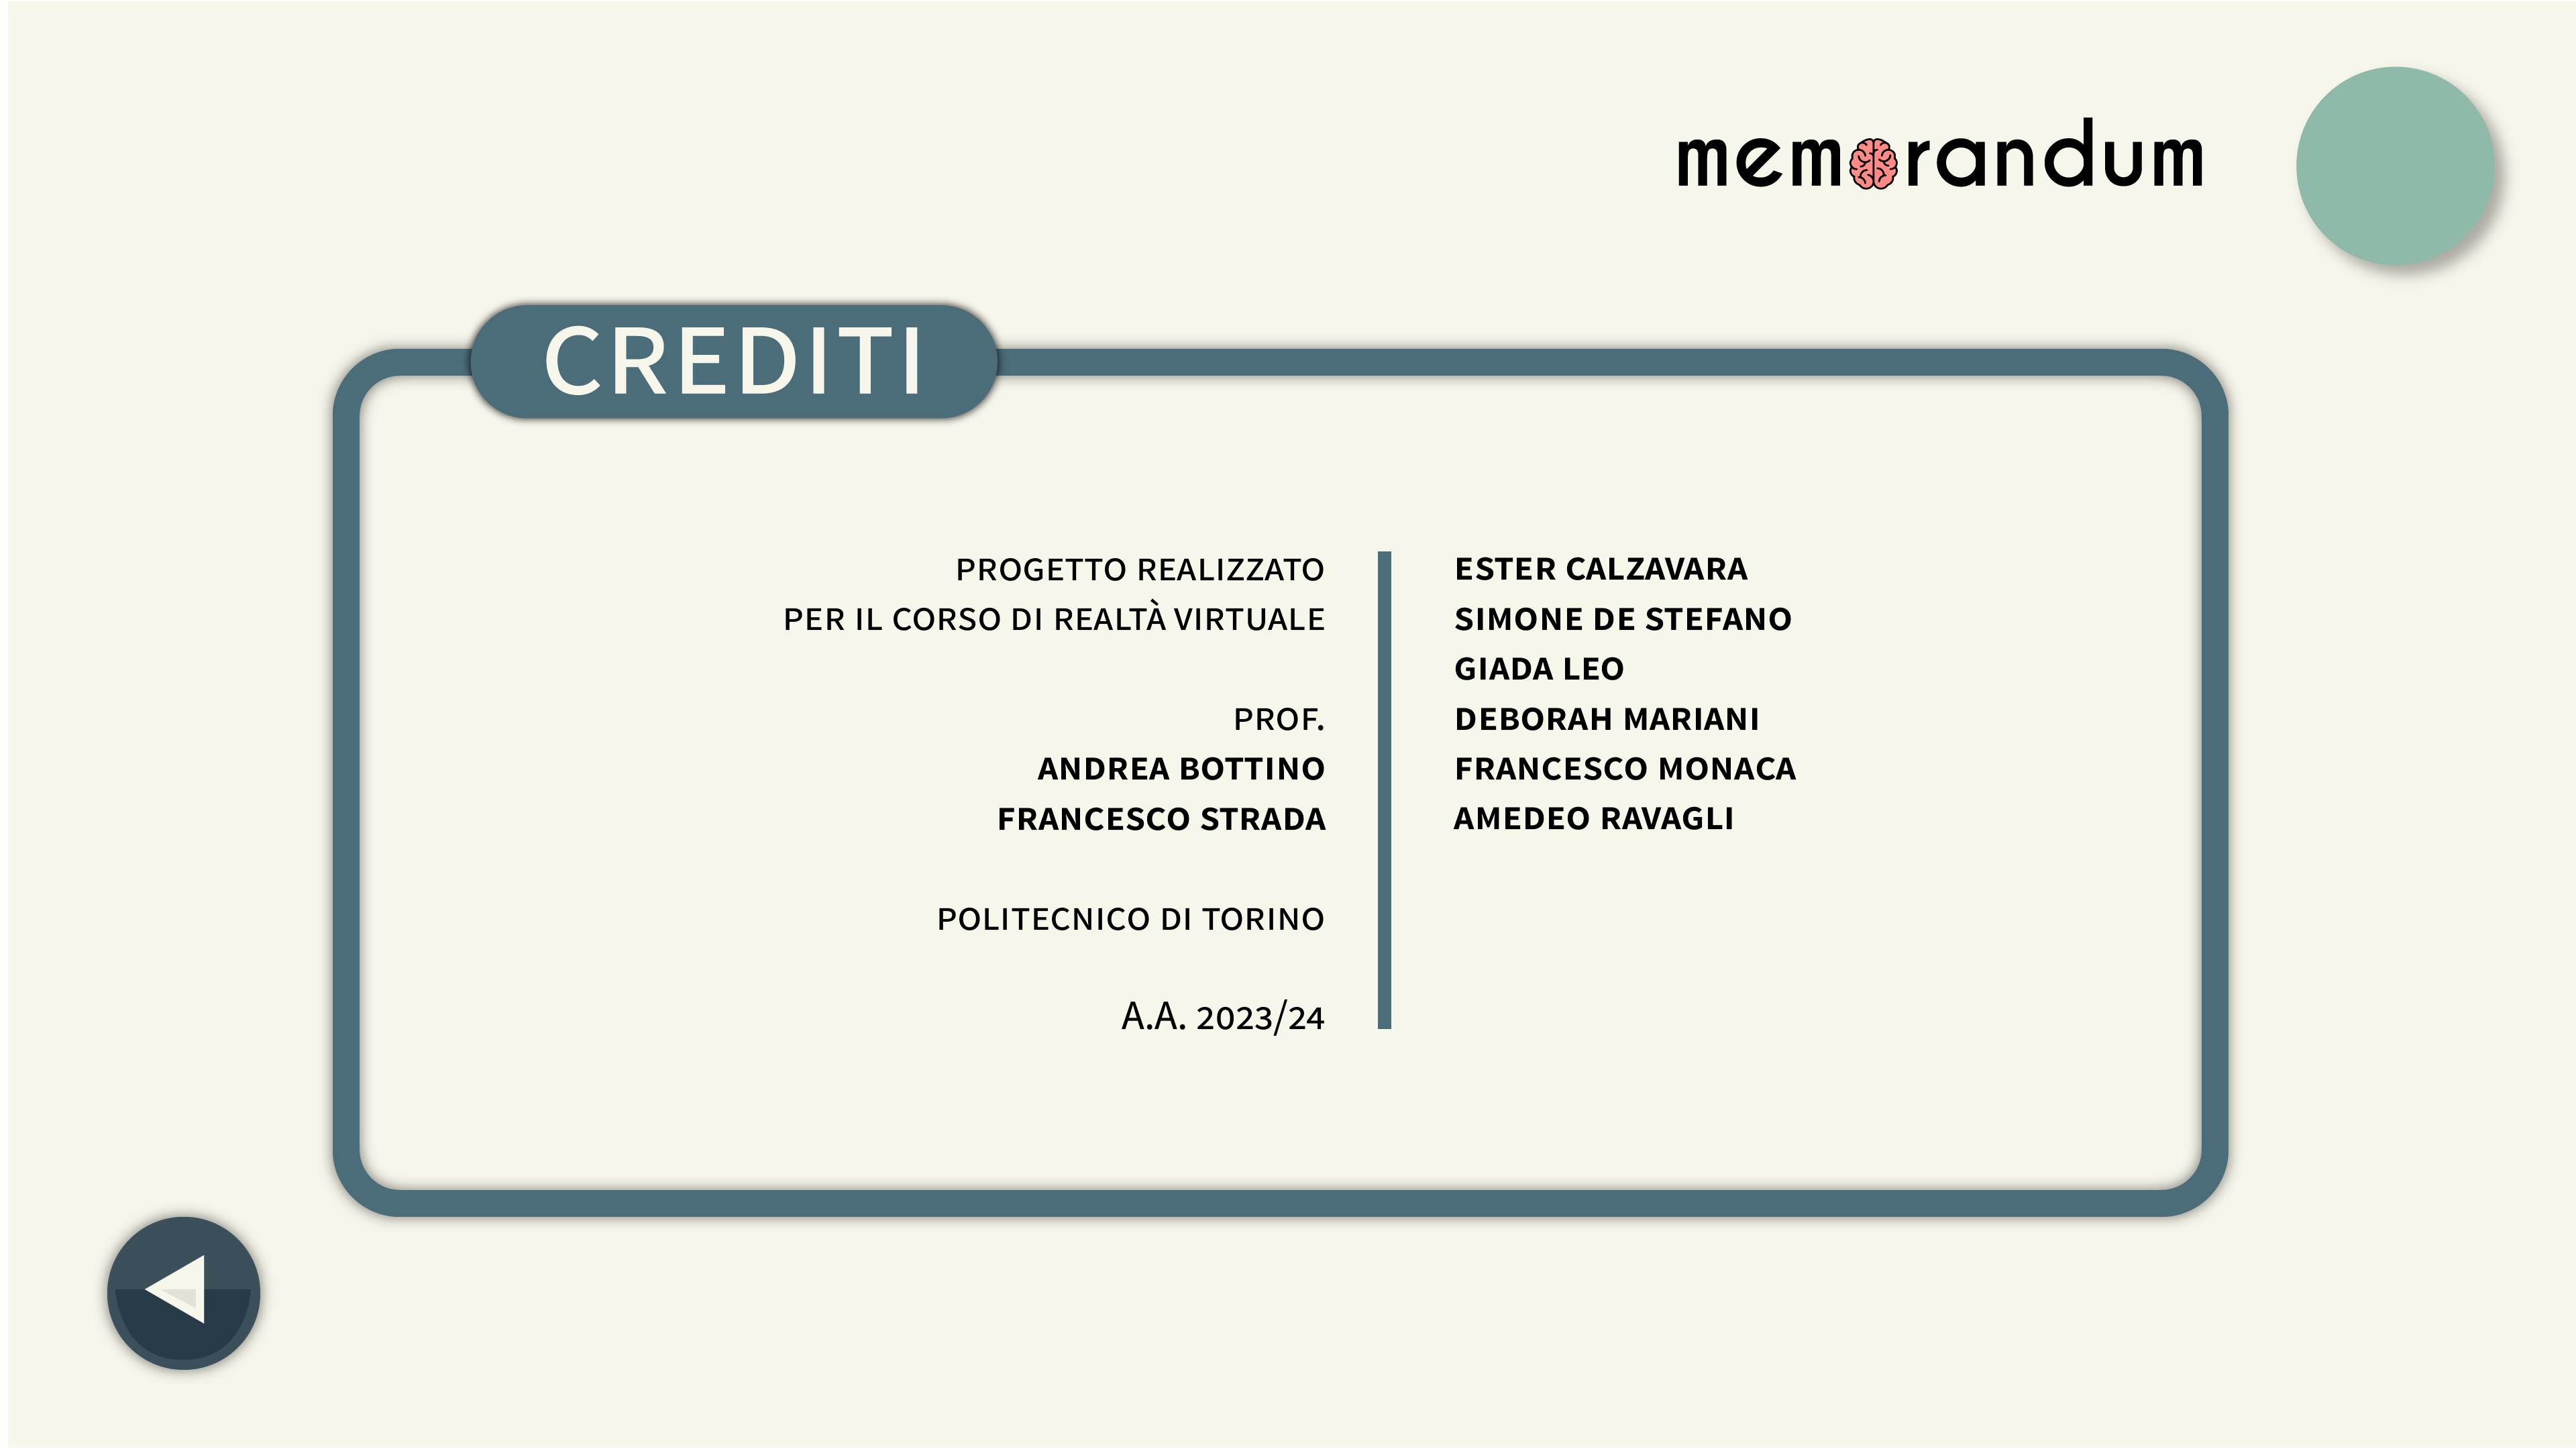 memorandum
CREDITI
PROGETTO REALIZZATO
PER IL CORSO DI REALTÀ VIRTUALE
PROF.
ANDREA BOTTINO
FRANCESCO STRADA
POLITECNICO DI TORINO
A.A. 2023/24
ESTER CALZAVARA
SIMONE DE STEFANO
GIADA LEO
DEBORAH MARIANI
FRANCESCO MONACA
AMEDEO RAVAGLI